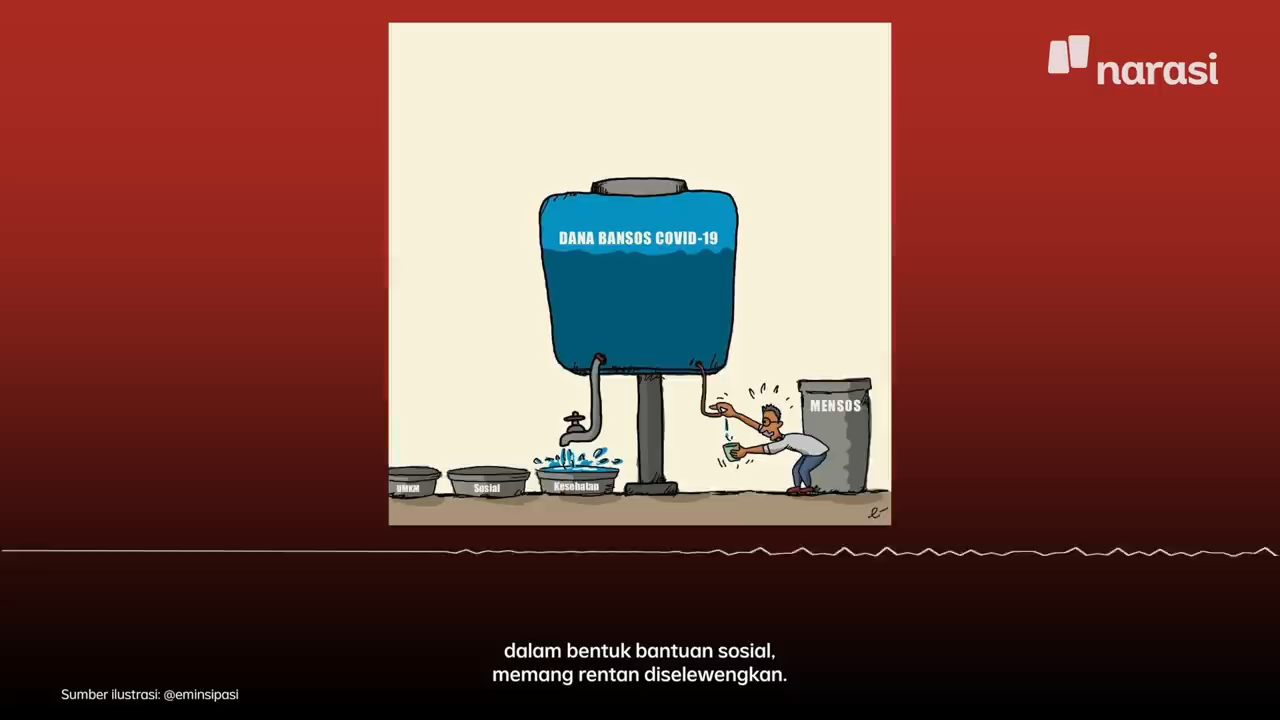 narasi
DANA BANSOS COVID-19
MENSOS
UMKM
Sosial
Kesehatan
dalam bentuk bantuan sosial,
memang rentan diselewengkan.
Sumber ilustrasi: @eminsipasi